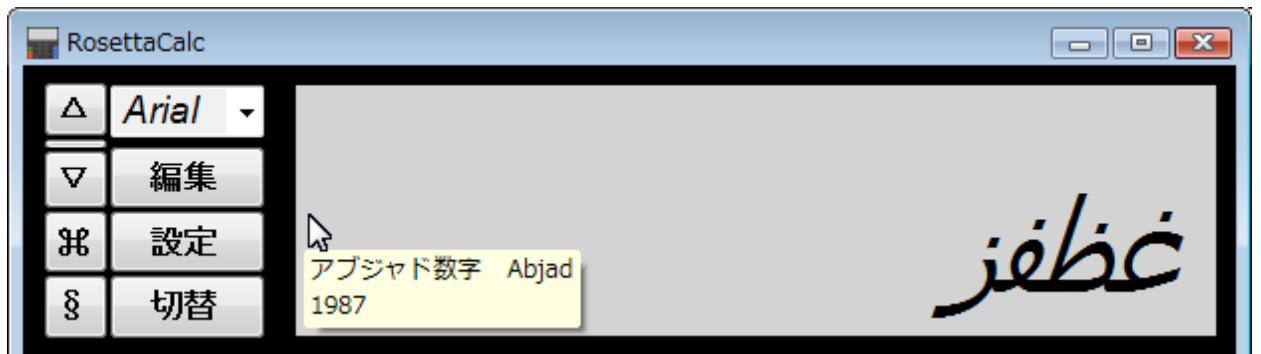 RosettaCalc
△ Arial
▽ 編集
⌘ 設定
§ 切替
غظفز
アブジャド数字 Abjad
1987